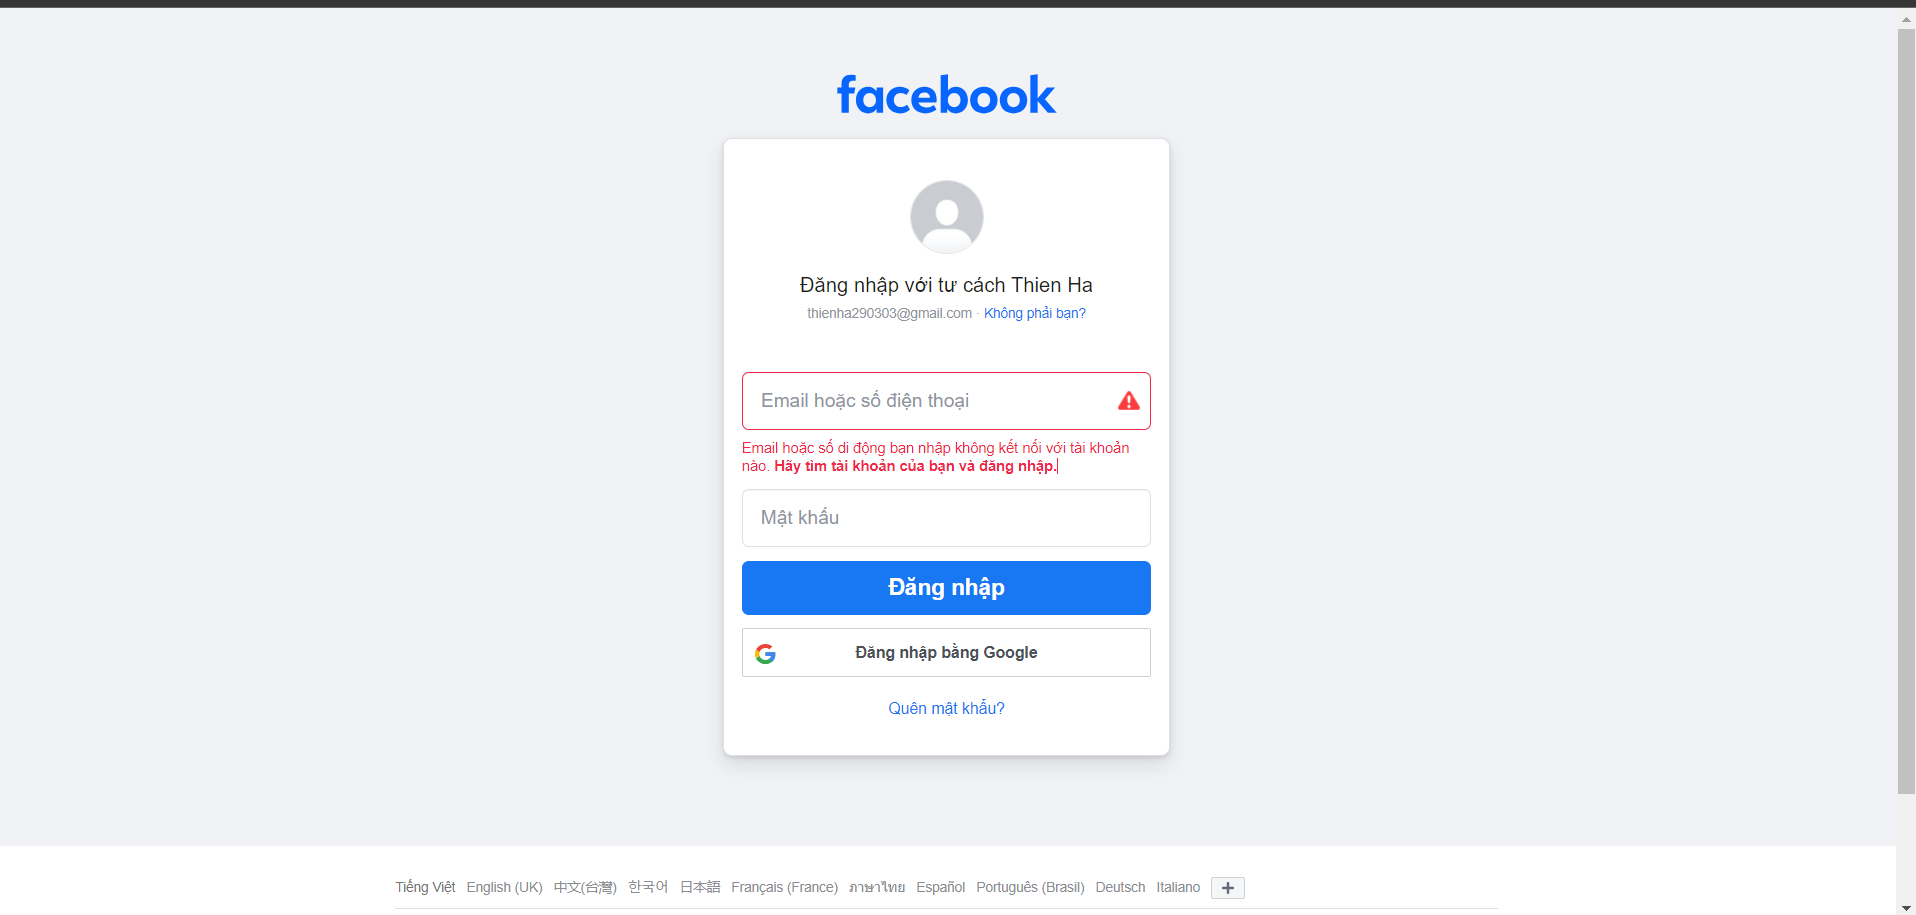 facebook
Đăng nhập với tư cách Thien Ha
thienha290303@gmail.com · Không phải bạn?
Email hoặc số điện thoại
Email hoặc số di động bạn nhập không kết nối với tài khoản
nào. Hãy tìm tài khoản của bạn và đăng nhập.
Mật khẩu
Đăng nhập
Đăng nhập bằng Google
Quên mật khẩu?
Tiếng Việt English (UK) 中文(台灣) 한국어 日本語 Français (France) ภาษาไทย Español Português (Brasil) Deutsch Italiano +